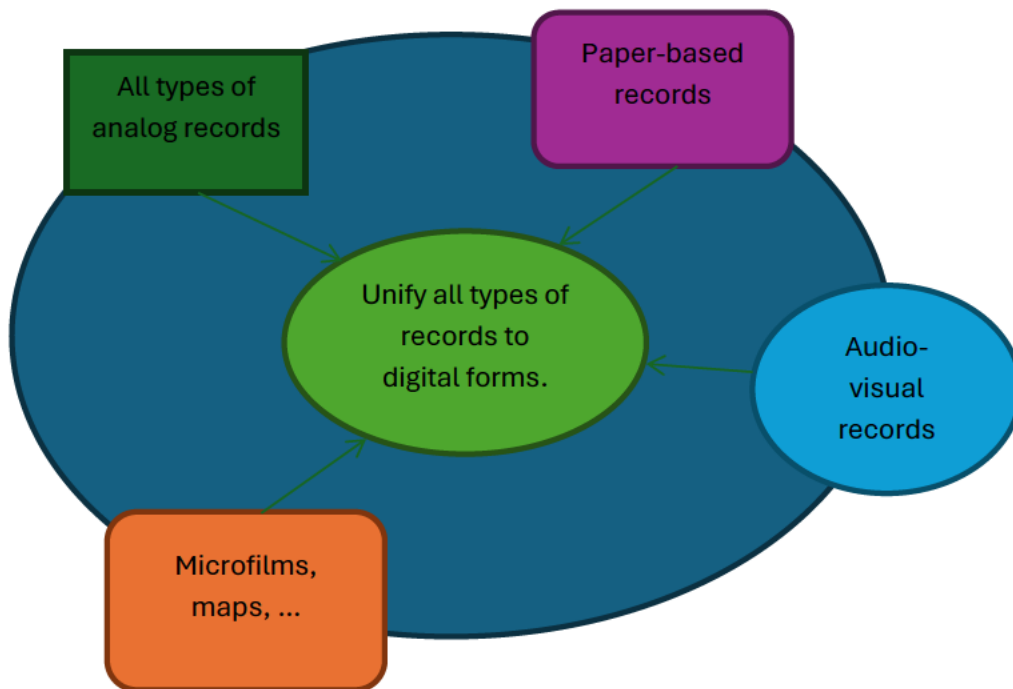 All types of
analog records
Paper-based
records
Unify all types of
records to
digital forms.
Audio-
visual
records
Microfilms,
maps, ...